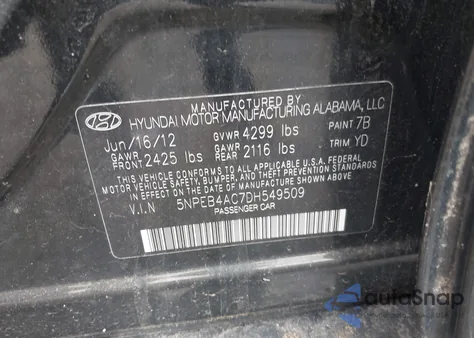 MANUFACTURED BY
HYUNDAI MOTOR MANUFACTURING ALABAMA, LLC
Jun/16/12 GVWR 4299 lbs PAINT 7B
GAWR FRONT 2425 lbs GAWR REAR 2116 lbs TRIM YD
THIS VEHICLE CONFORMS TO ALL APPLICABLE U.S.A. FEDERAL
MOTOR VEHICLE SAFETY, BUMPER, AND THEFT PREVENTION STANDARDS
IN EFFECT ON THE DATE OF MANUFACTURE SHOWN ABOVE.
V.I.N 5NPEB4AC7DH549509
PASSENGER CAR
autoSnap